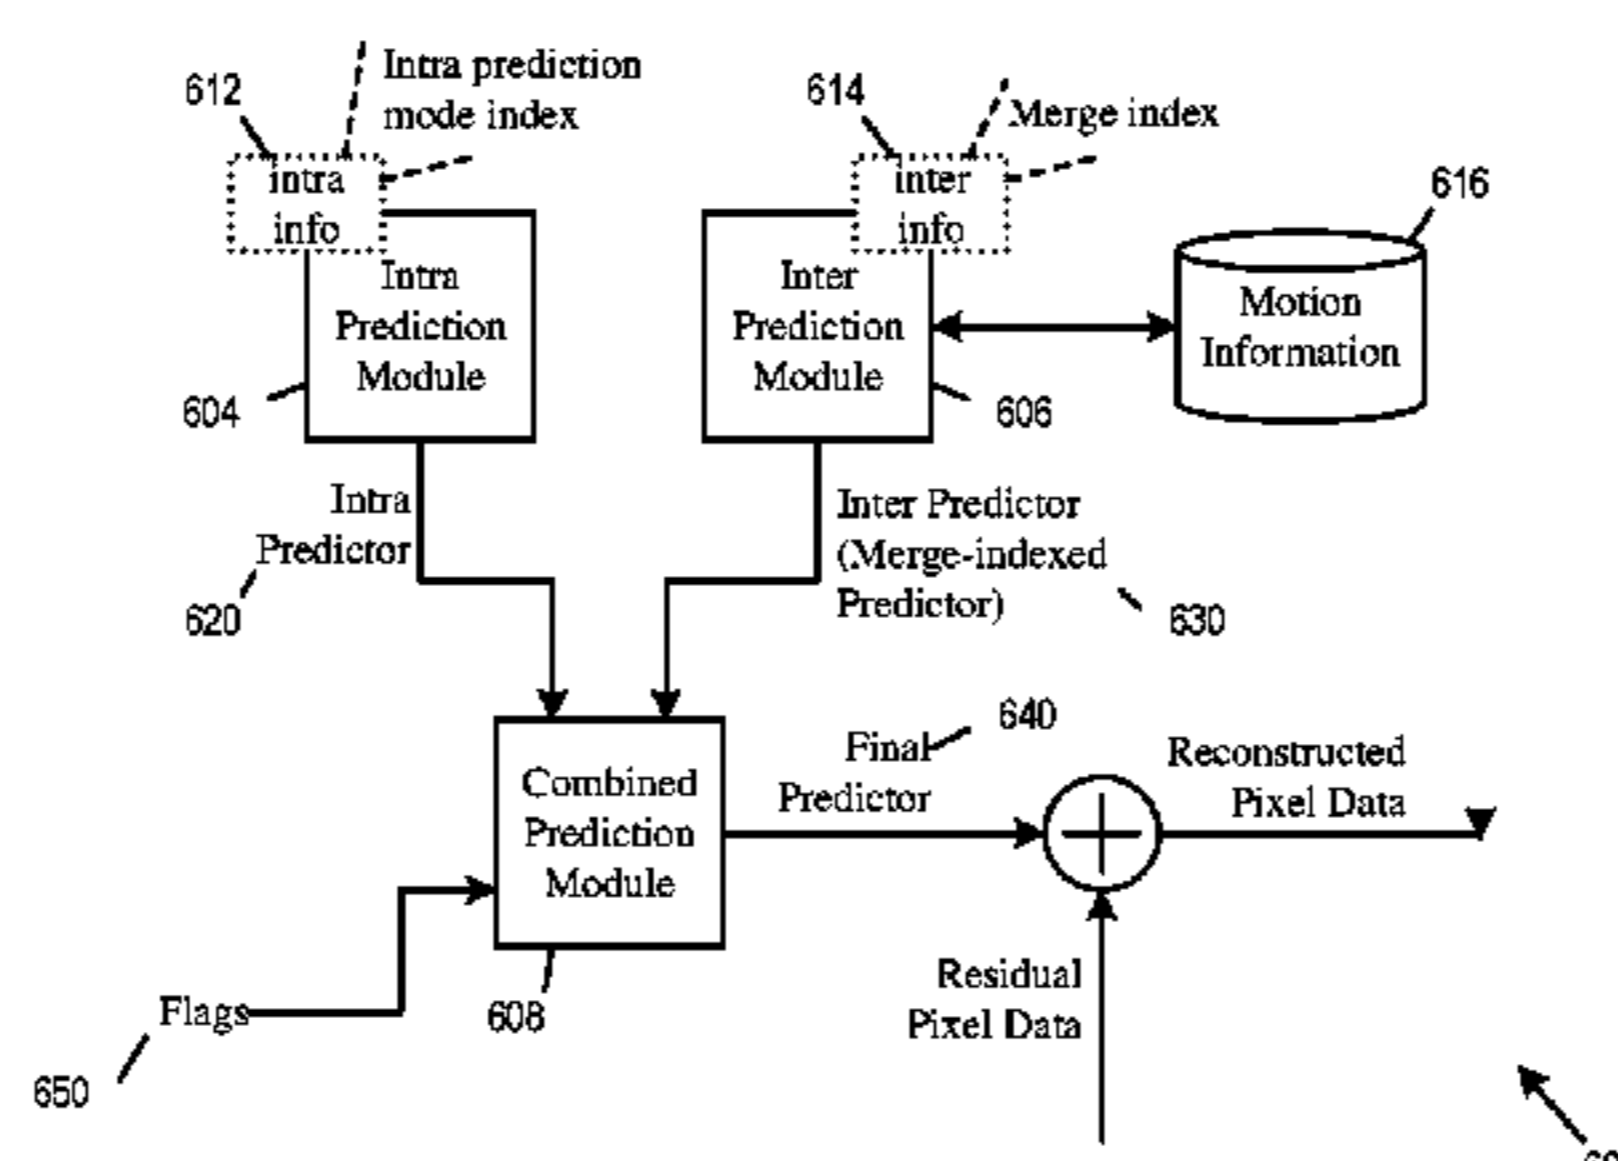 612
Intra prediction
mode index
intra
info
Intra
Prediction
Module
604
614
Merge index
inter
info
Inter
Prediction
Module
606
616
Motion
Information
Intra
Predictor
620
Inter Predictor
(Merge-indexed
Predictor)
630
Combined
Prediction
Module
608
Final
Predictor
640
Reconstructed
Pixel Data
Residual
Pixel Data
Flags
650